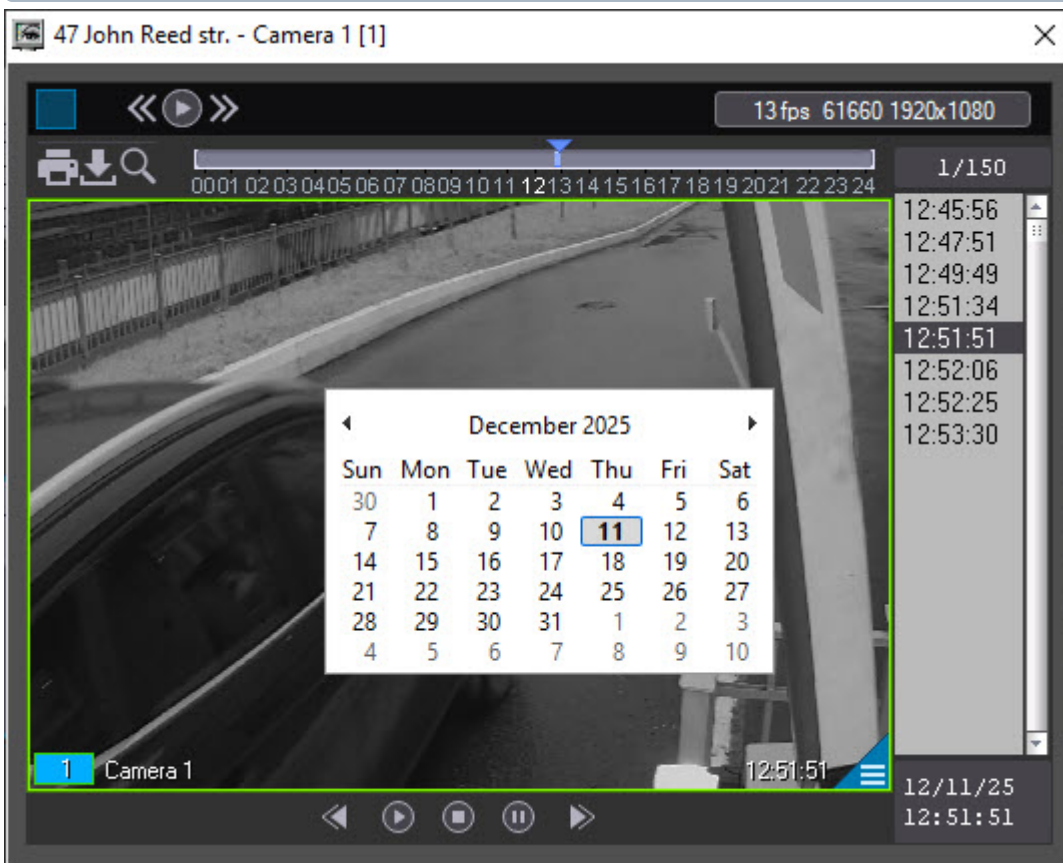 47 John Reed str. - Camera 1 [1]
13 fps 61660 1920x1080
00 01 02 03 04 05 06 07 08 09 10 11 12 13 14 15 16 17 18 19 20 21 22 23 24
1/150
12:45:56
12:47:51
12:49:49
12:51:34
12:51:51
12:52:06
12:52:25
12:53:30
December 2025
Sun Mon Tue Wed Thu Fri Sat
30 1 2 3 4 5 6
7 8 9 10 11 12 13
14 15 16 17 18 19 20
21 22 23 24 25 26 27
28 29 30 31 1 2 3
4 5 6 7 8 9 10
1 Camera 1 12:51:51
12/11/25
12:51:51